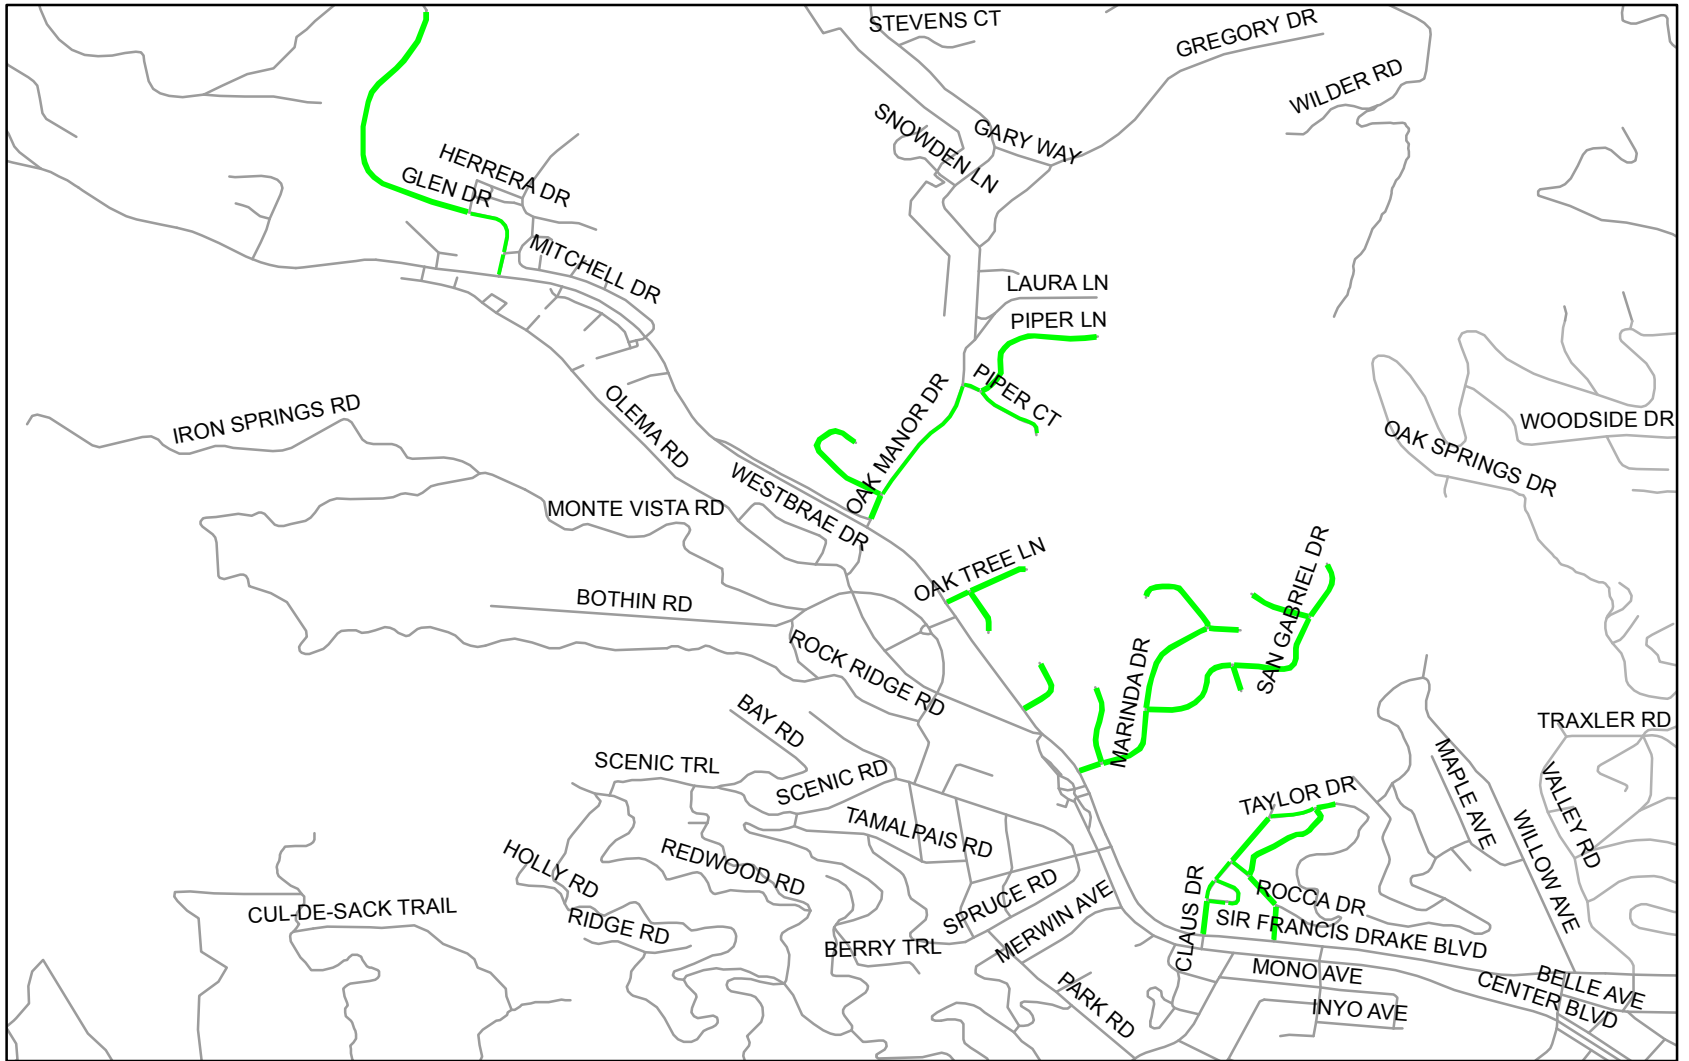 STEVENS CT
GREGORY DR
WILDER RD
SNOWDEN LN
GARY WAY
HERRERA DR
GLEN DR
MITCHELL DR
LAURA LN
PIPER LN
PIPER CT
OAK MANOR DR
OLEMA RD
IRON SPRINGS RD
WOODSIDE DR
OAK SPRINGS DR
WESTBRAE DR
MONTE VISTA RD
OAK TREE LN
SAN GABRIEL DR
BOTHIN RD
ROCK RIDGE RD
MARINDA DR
BAY RD
TRAXLER RD
SCENIC TRL
SCENIC RD
MAPLE AVE
VALLEY RD
TAYLOR DR
TAMALPAIS RD
WILLOW AVE
HOLLY RD
REDWOOD RD
SPRUCE RD
ROCCA DR
CUL-DE-SACK TRAIL
RIDGE RD
MERWIN AVE
CLAUS DR
SIR FRANCIS DRAKE BLVD
BERRY TRL
MONO AVE
BELLE AVE
CENTER BLVD
PARK RD
INYO AVE